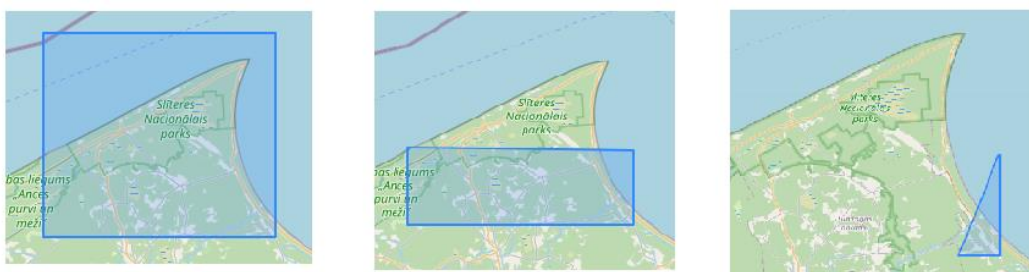 Slīteres
Nacionālais
parks
bas liegums
„Ances
purvi un
meži"
Slīteres
Nacionālais
parks
bas liegums
„Ances
purvi un
meži"
Slīteres
Nacionālais
parks